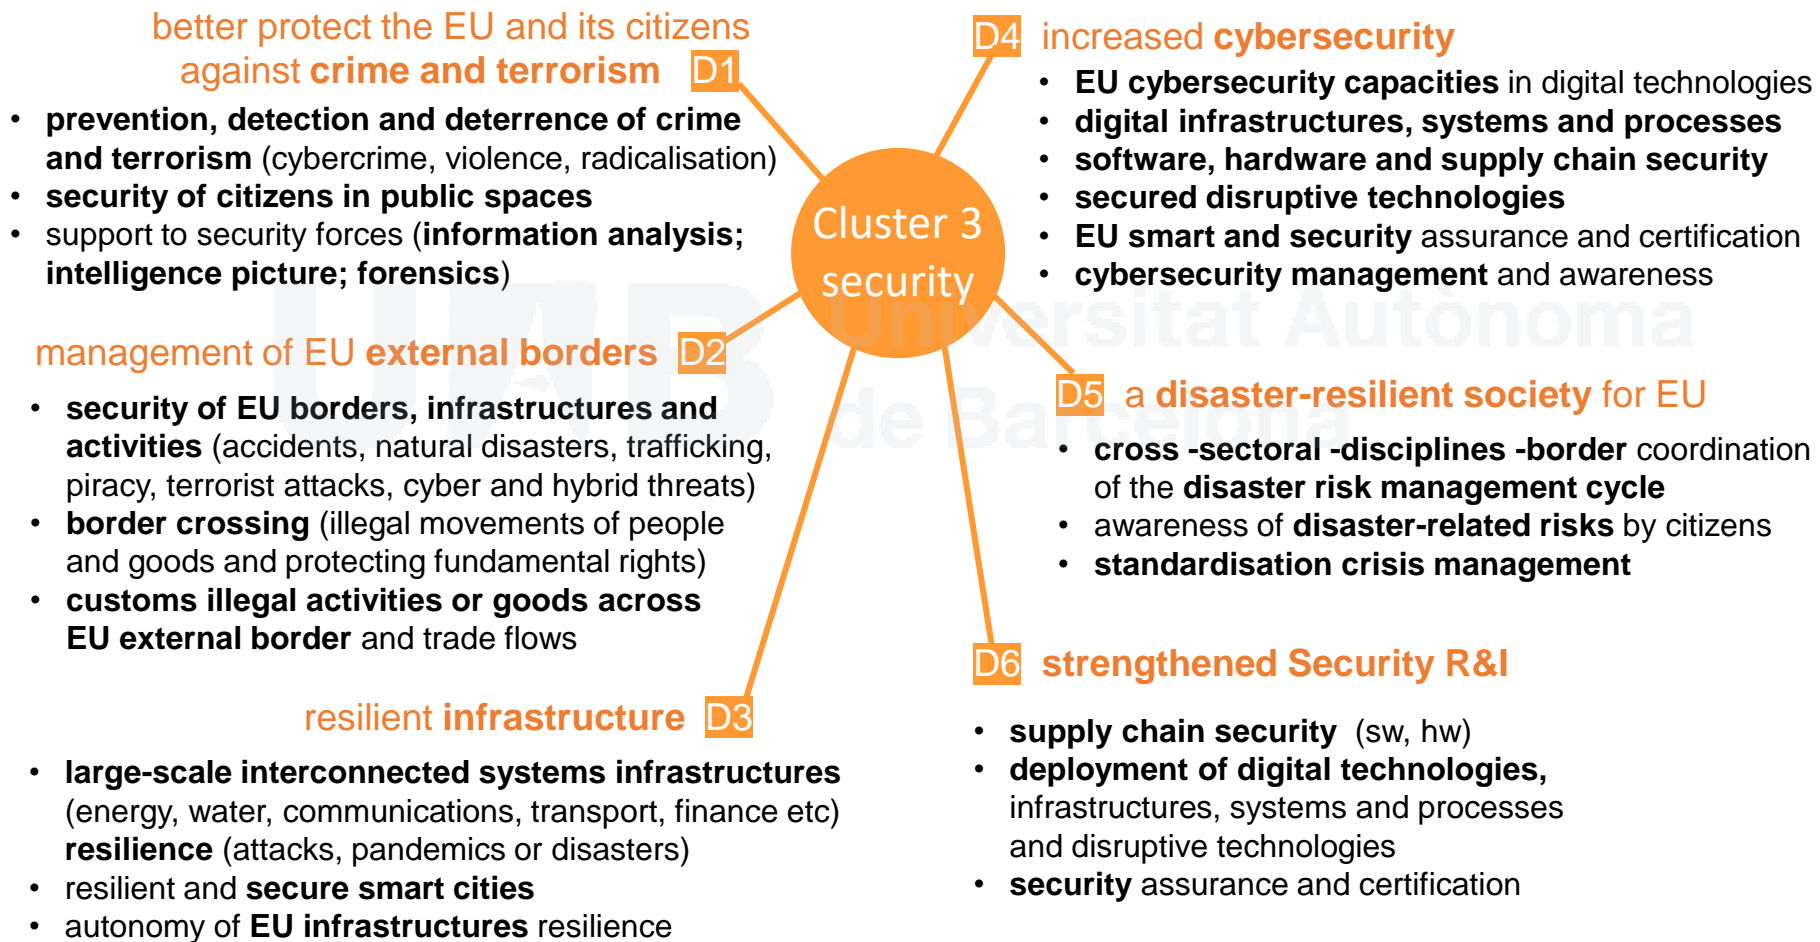 better protect the EU and its citizens
against crime and terrorism D1
• prevention, detection and deterrence of crime
and terrorism (cybercrime, violence, radicalisation)
• security of citizens in public spaces
• support to security forces (information analysis;
intelligence picture; forensics)
management of EU external borders D2
• security of EU borders, infrastructures and
activities (accidents, natural disasters, trafficking,
piracy, terrorist attacks, cyber and hybrid threats)
• border crossing (illegal movements of people
and goods and protecting fundamental rights)
• customs illegal activities or goods across
EU external border and trade flows
resilient infrastructure D3
• large-scale interconnected systems infrastructures
(energy, water, communications, transport, finance etc)
resilience (attacks, pandemics or disasters)
• resilient and secure smart cities
• autonomy of EU infrastructures resilience
Cluster 3
security
D4 increased cybersecurity
• EU cybersecurity capacities in digital technologies
• digital infrastructures, systems and processes
• software, hardware and supply chain security
• secured disruptive technologies
• EU smart and security assurance and certification
• cybersecurity management and awareness
D5 a disaster-resilient society for EU
• cross -sectoral -disciplines -border coordination
of the disaster risk management cycle
• awareness of disaster-related risks by citizens
• standardisation crisis management
D6 strengthened Security R&I
• supply chain security (sw, hw)
• deployment of digital technologies,
infrastructures, systems and processes
and disruptive technologies
• security assurance and certification
UAB
Universitat Autònoma
de Barcelona